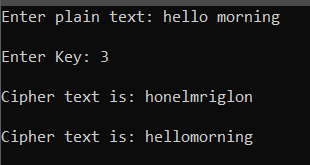 Enter plain text: hello morning
Enter Key: 3
Cipher text is: honelmriglon
Cipher text is: hellomorning